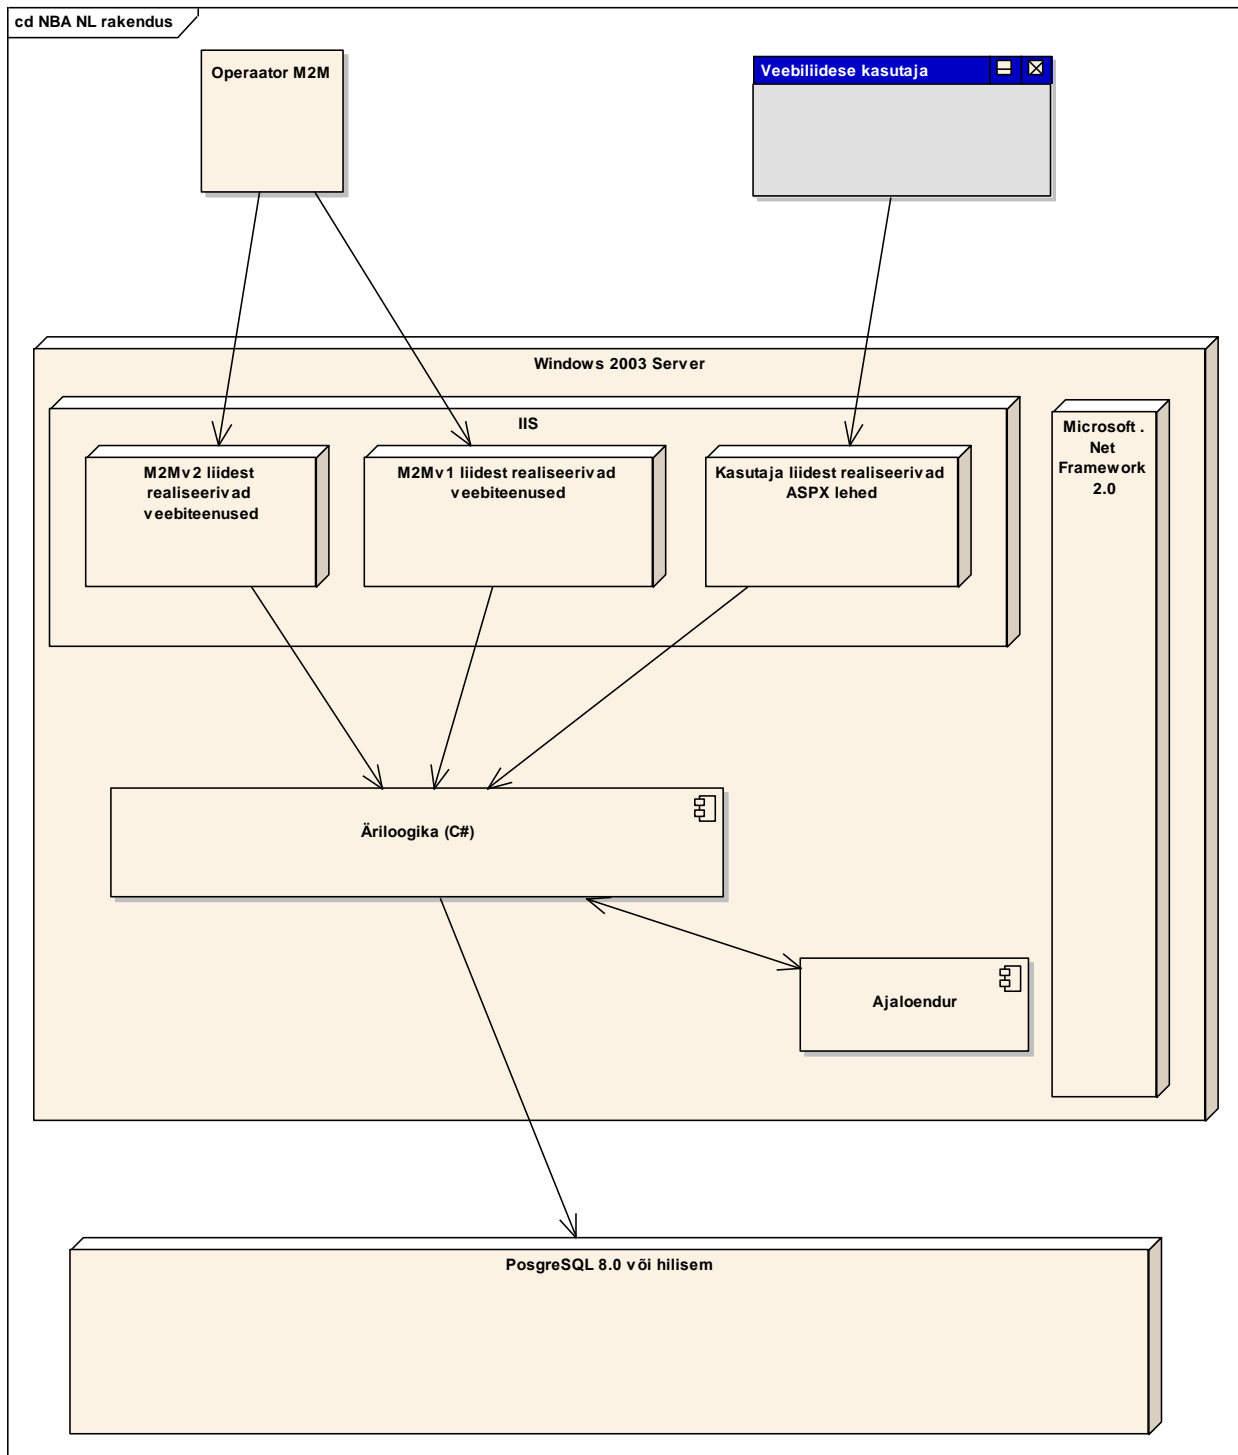 cd NBA NL rakendus
Operaator M2M
Veebiliidese kasutaja
Windows 2003 Server
IIS
M2Mv2 liidest
realiseerivad
veebiteenused
M2Mv1 liidest realiseerivad
veebiteenused
Kasutaja liidest realiseerivad
ASPX lehed
Microsoft .
Net
Framework
2.0
Äriloogika (C#)
Ajaloendur
PosgreSQL 8.0 või hilisem